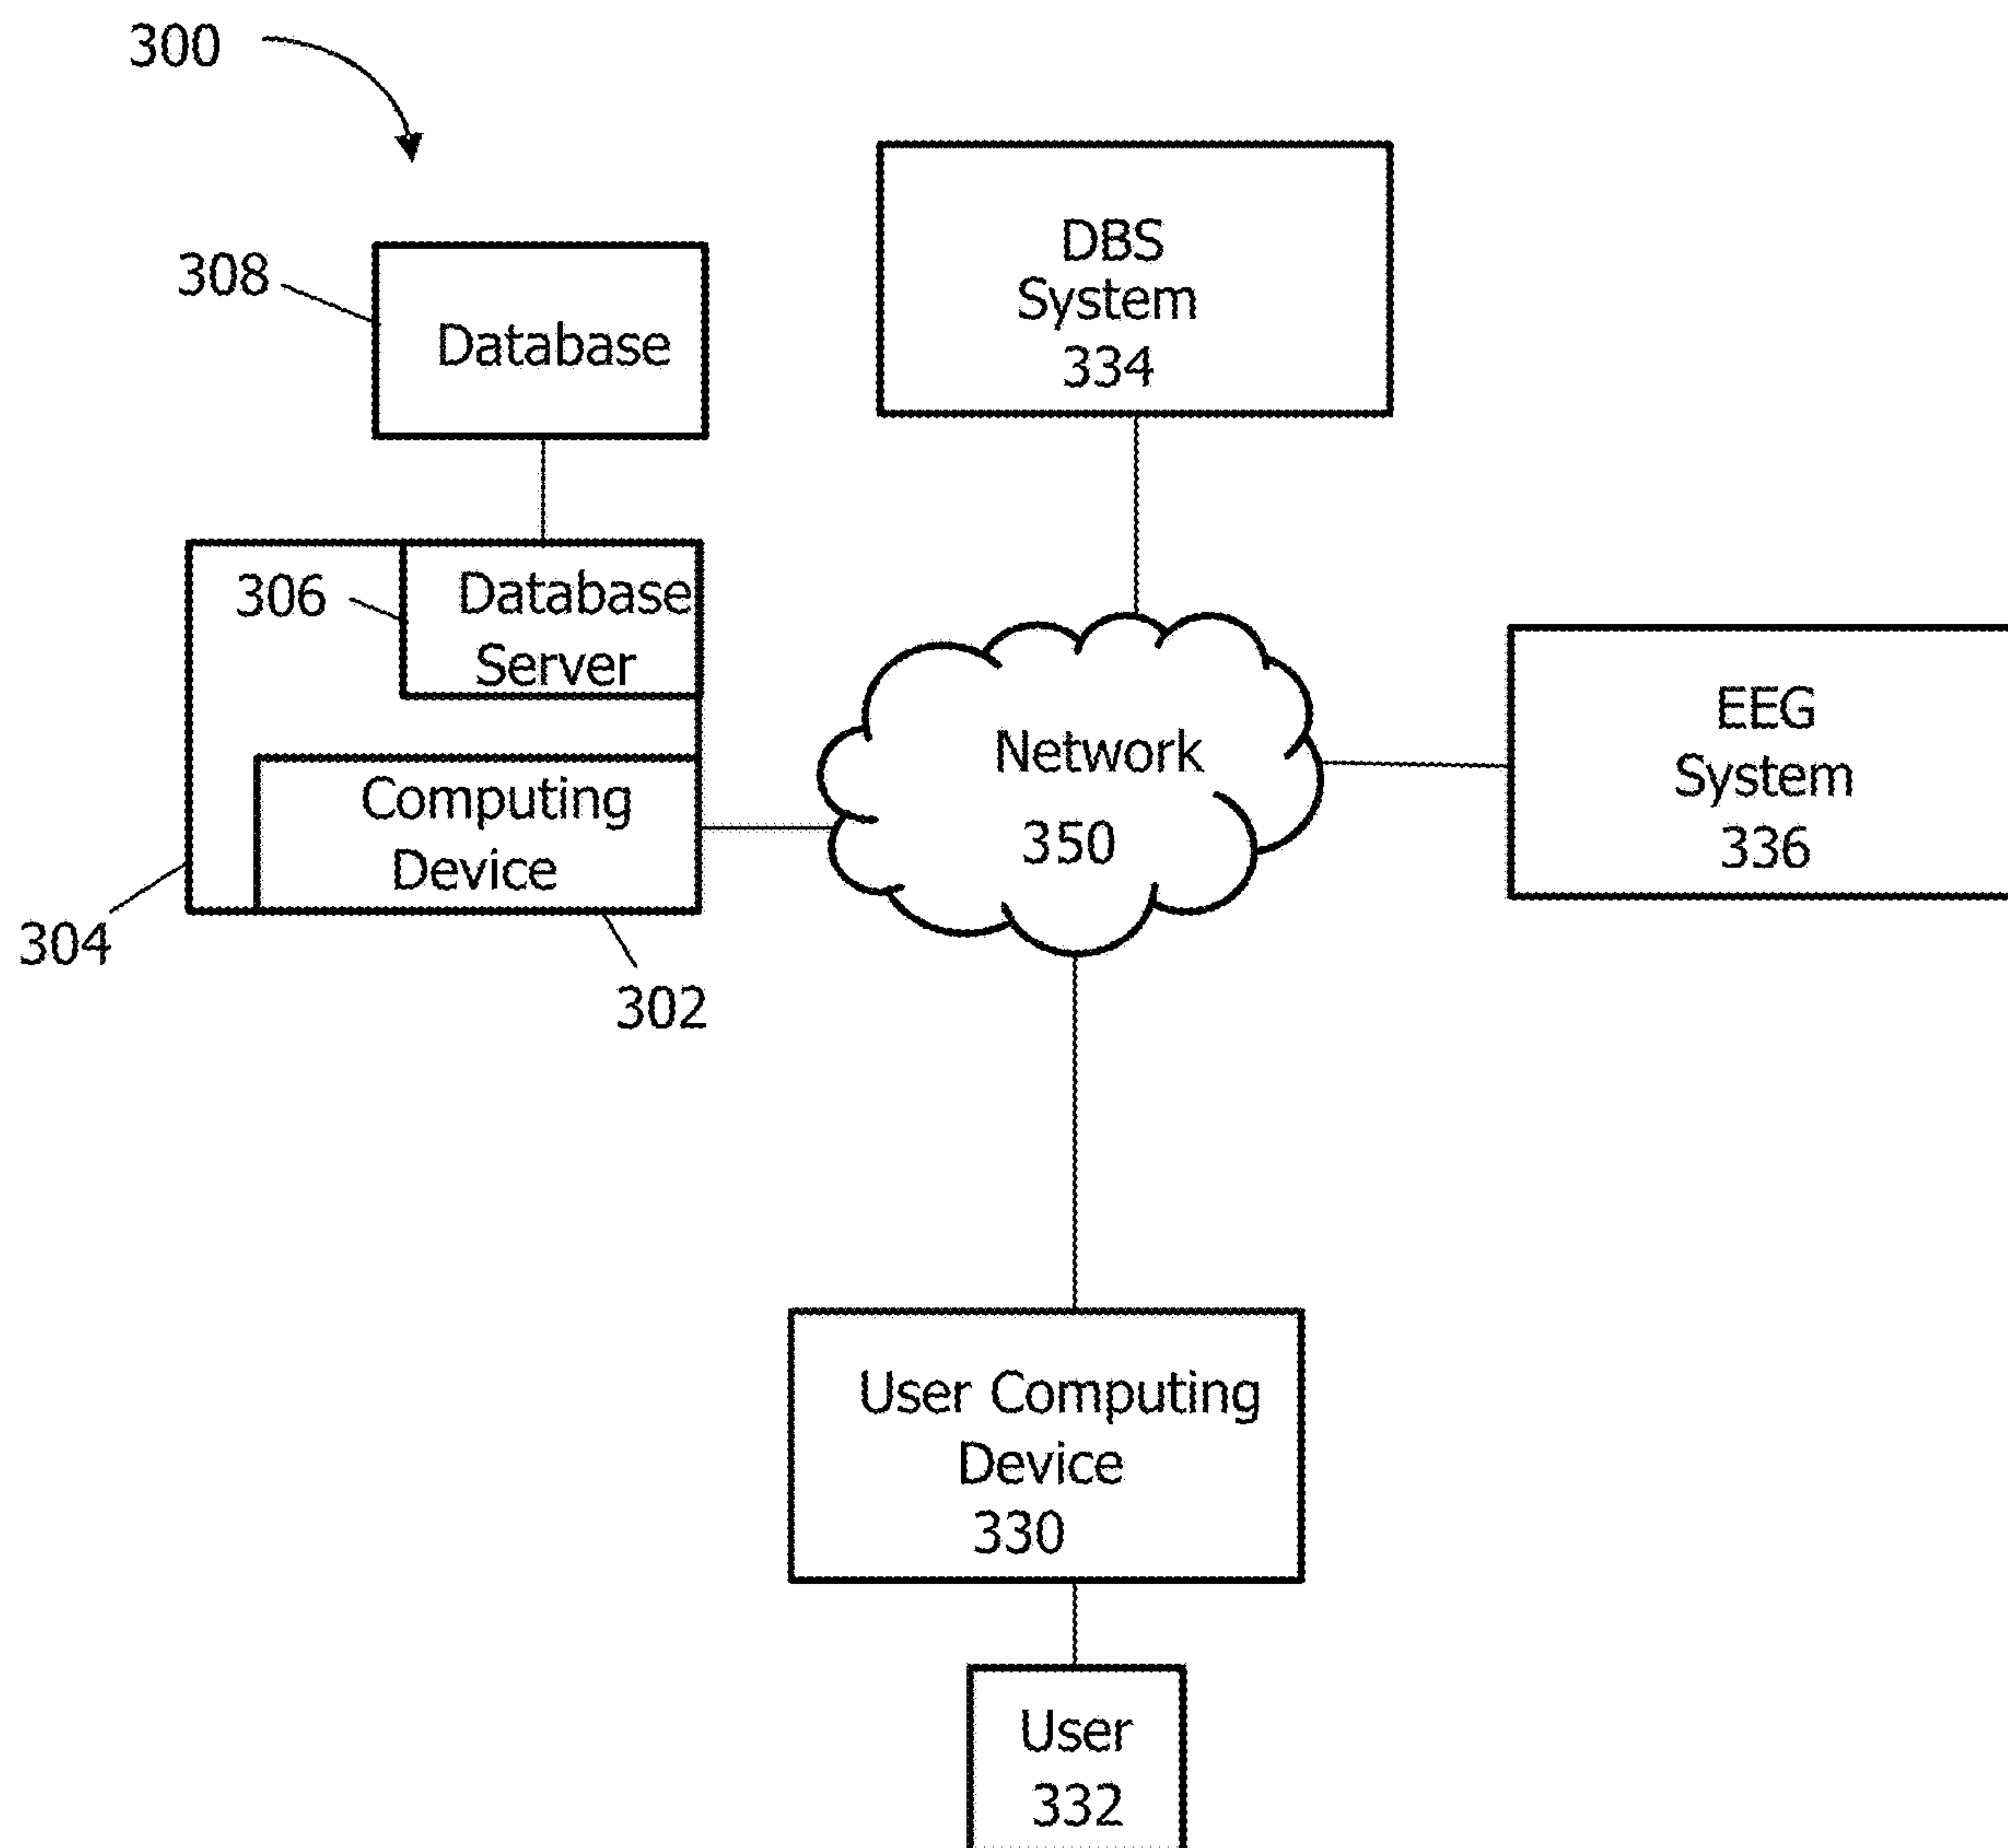 300
308
Database
DBS
System
334
306
Database
Server
Computing
Device
304
302
Network
350
EEG
System
336
User Computing
Device
330
User
332